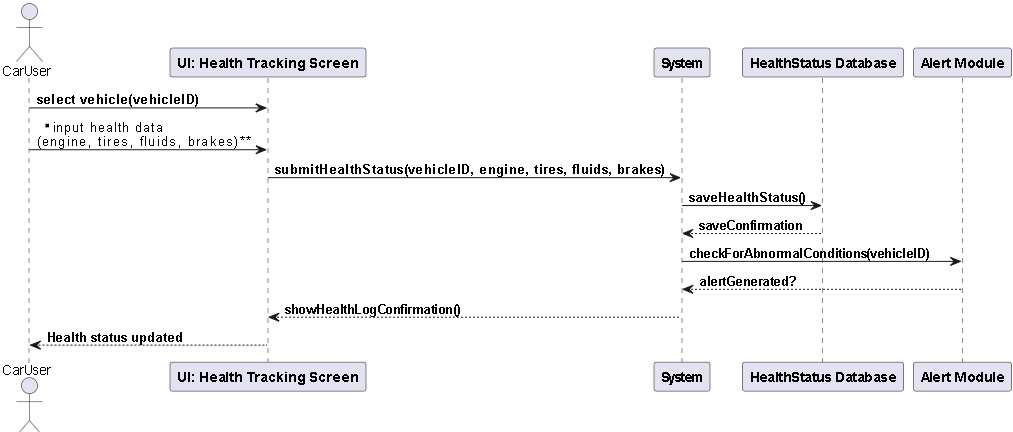 CarUser
UI: Health Tracking Screen
System
HealthStatus Database
Alert Module
select vehicle(vehicleID)
▪ input health data
(engine, tires, fluids, brakes)**
submitHealthStatus(vehicleID, engine, tires, fluids, brakes)
saveHealthStatus()
saveConfirmation
checkForAbnormalConditions(vehicleID)
alertGenerated?
showHealthLogConfirmation()
Health status updated
CarUser
UI: Health Tracking Screen
System
HealthStatus Database
Alert Module